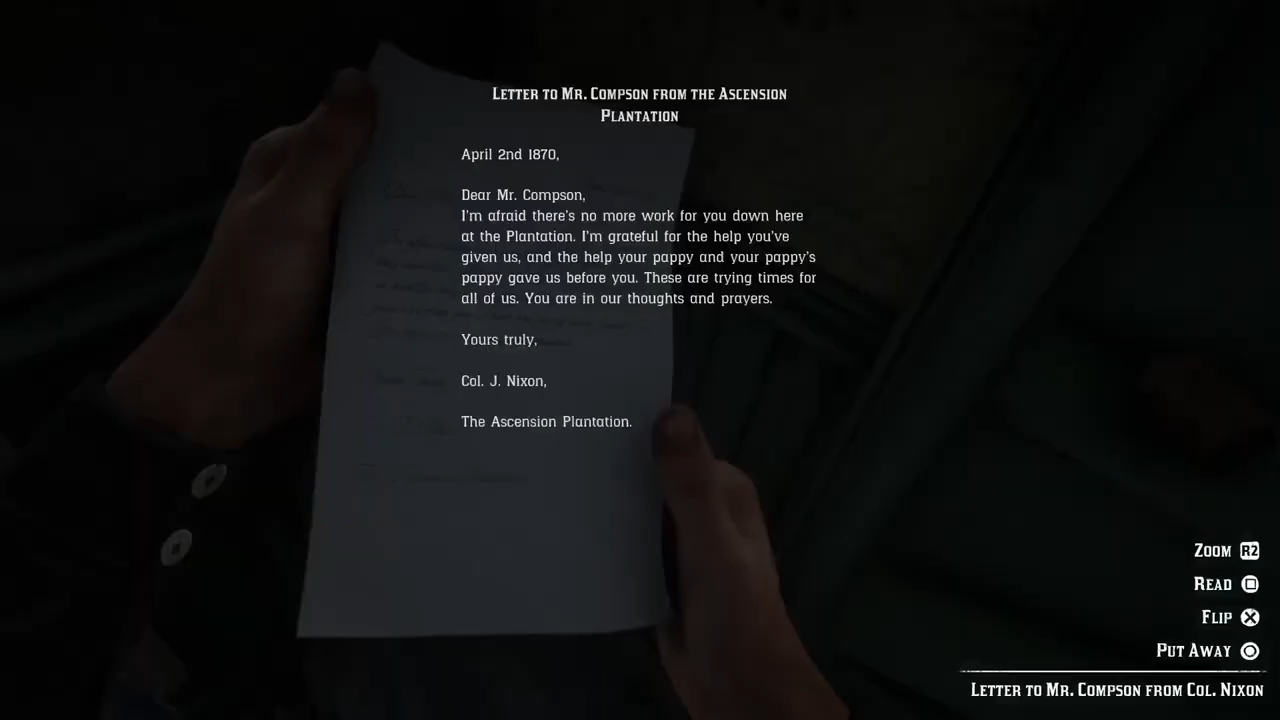 Letter to Mr. Compson from the Ascension
Plantation
April 2nd 1870,
Dear Mr. Compson,
I'm afraid there's no more work for you down here
at the Plantation. I'm grateful for the help you've
given us, and the help your pappy and your pappy's
pappy gave us before you. These are trying times for
all of us. You are in our thoughts and prayers.
Yours truly,
Col. J. Nixon,
The Ascension Plantation.
Zoom R2
Read
Flip
Put Away
Letter to Mr. Compson from Col. Nixon